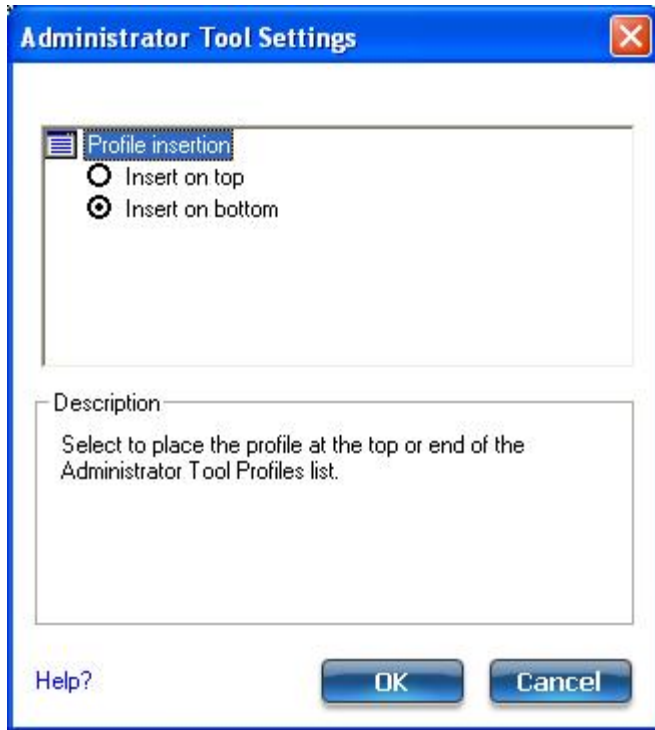 Administrator Tool Settings
Profile insertion
Insert on top
Insert on bottom
Description
Select to place the profile at the top or end of the
Administrator Tool Profiles list.
Help?
OK
Cancel